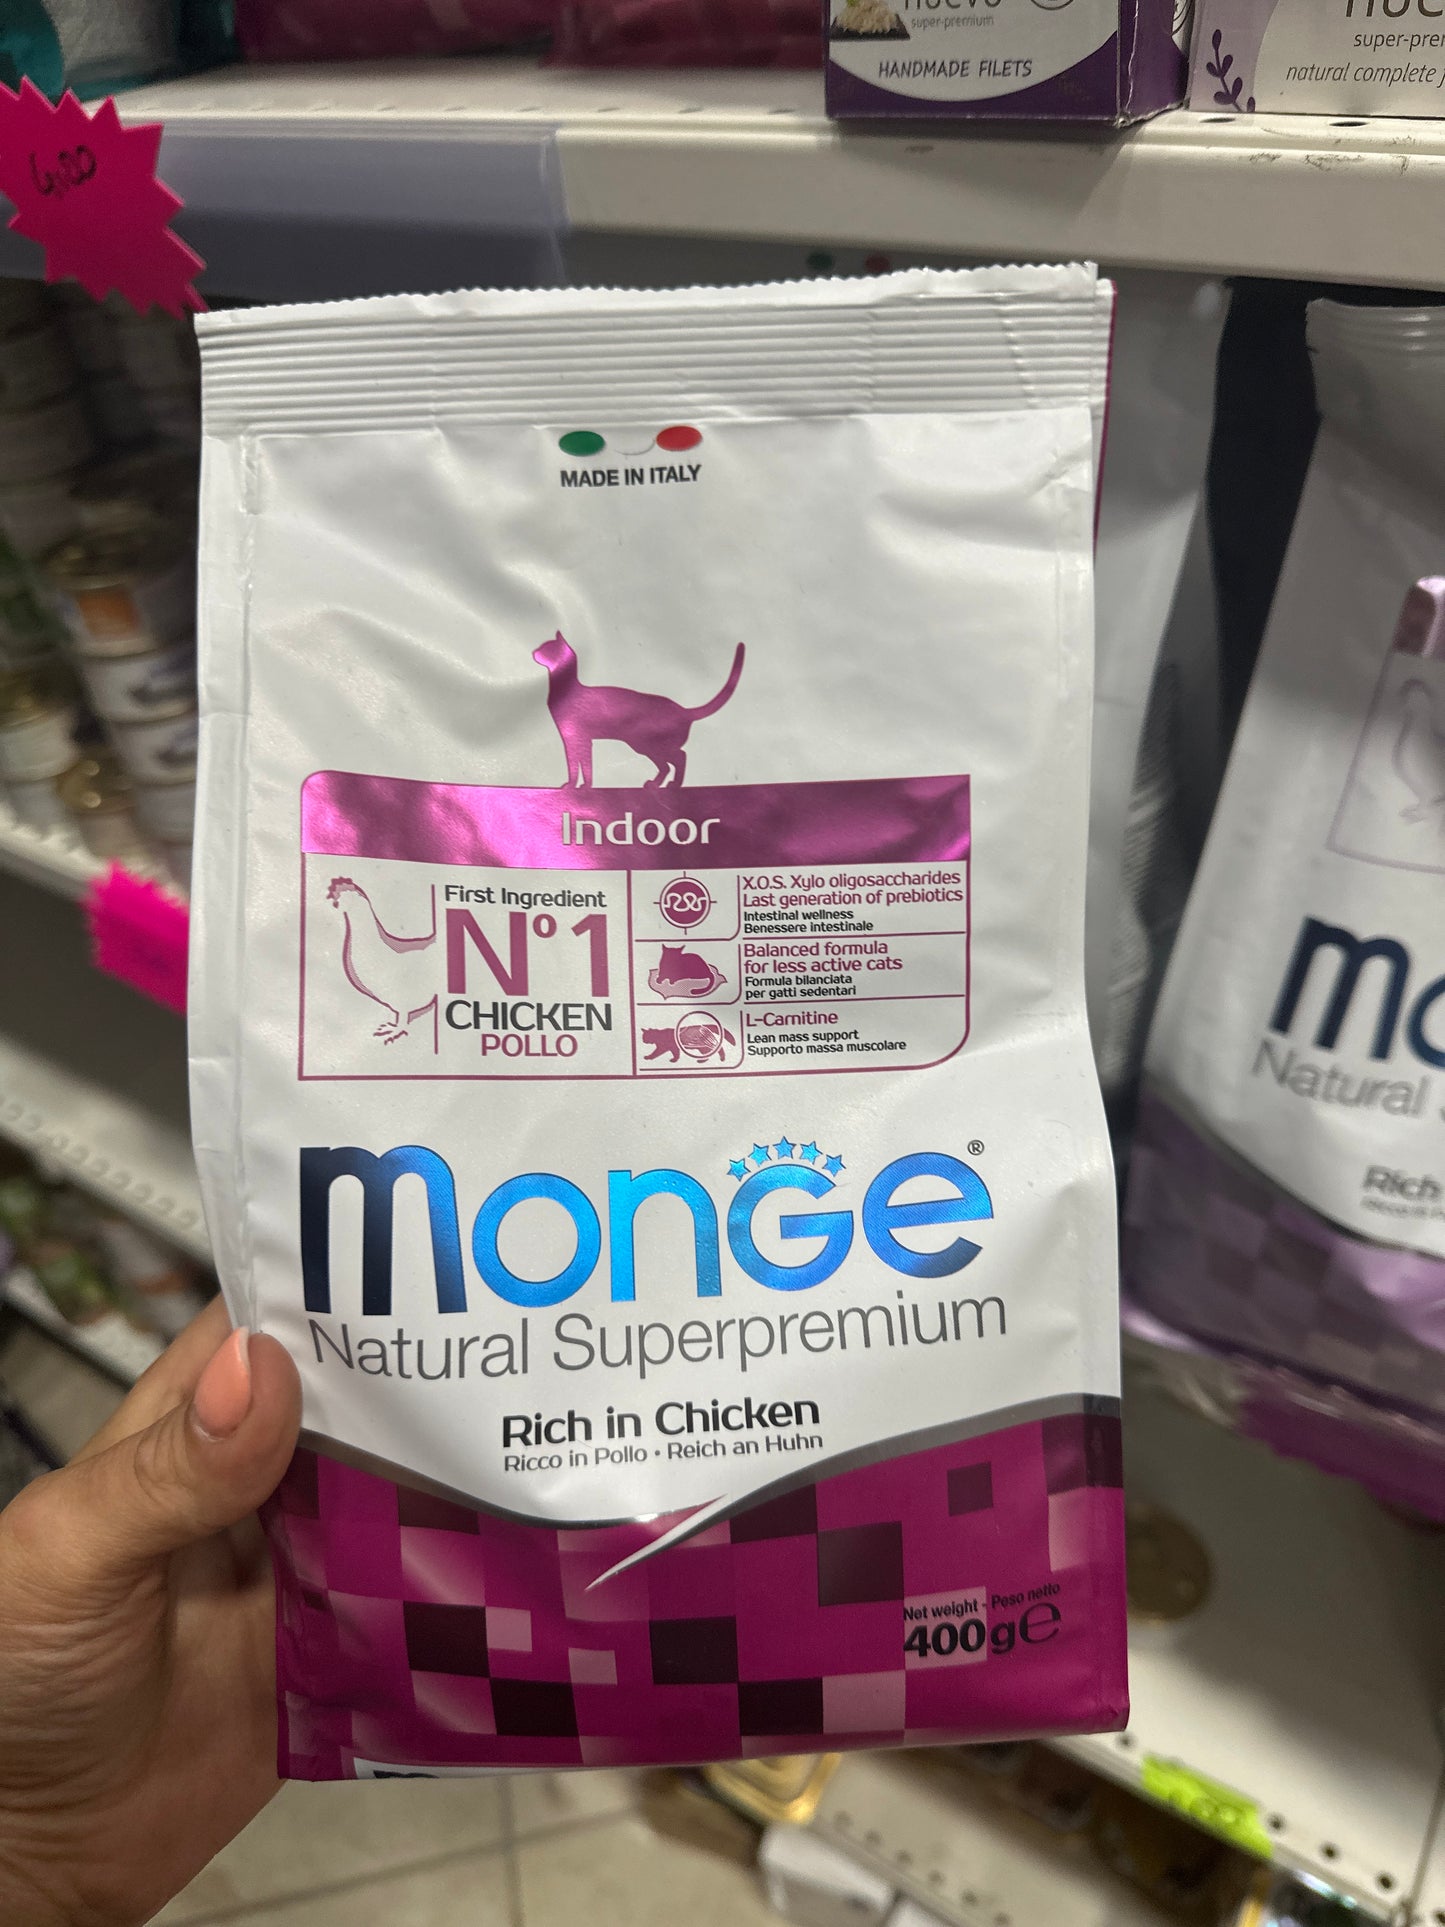 super-premium
HANDMADE FILETS
natural complete
4,00
MADE IN ITALY
Indoor
First Ingredient
N°1
CHICKEN
POLLO
X.O.S. Xylo oligosaccharides
Last generation of prebiotics
Intestinal wellness
Benessere intestinale
Balanced formula
for less active cats
Formula bilanciata
per gatti sedentari
L-Carnitine
Lean mass support
Supporto massa muscolare
monGe®
Natural Superpremium
Rich in Chicken
Ricco in Pollo • Reich an Huhn
Net weight - Peso netto
400g℮
Natural
Rich